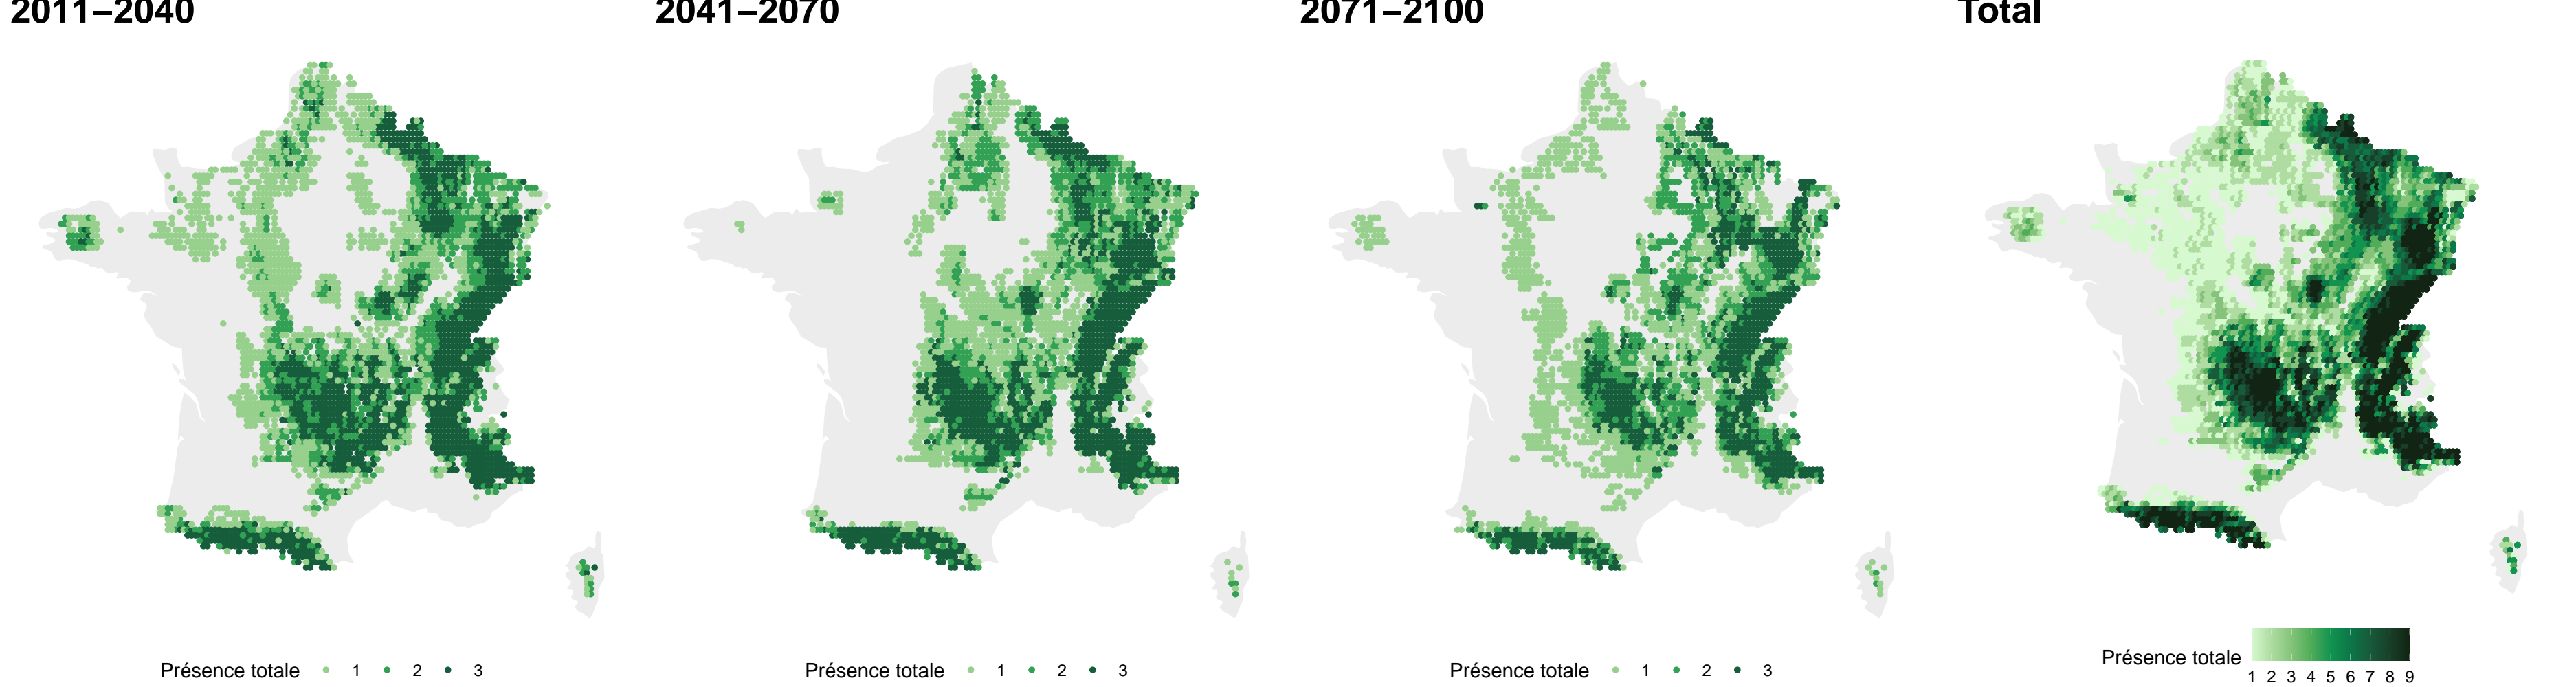 2011–2040
2041–2070
2071–2100
Total
Présence totale 1 2 3
Présence totale 1 2 3
Présence totale 1 2 3
Présence totale
1 2 3 4 5 6 7 8 9